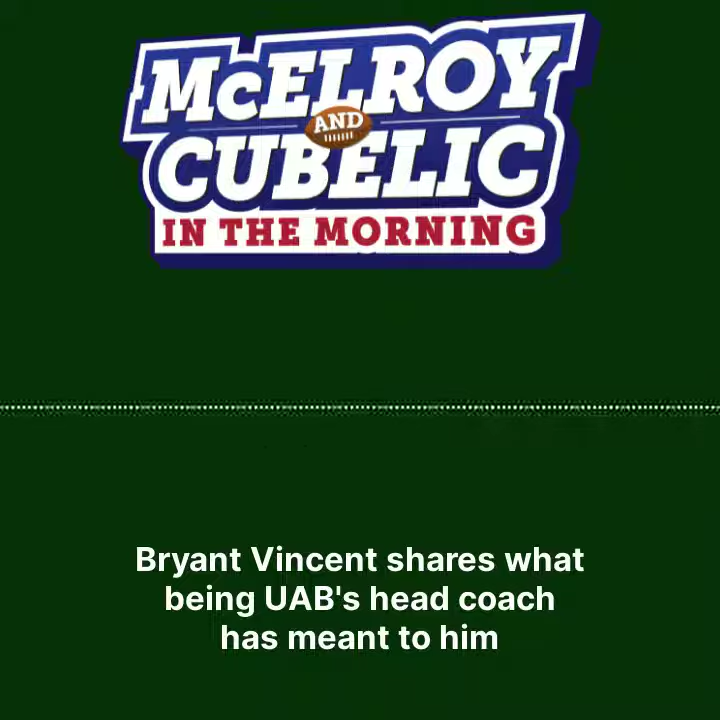 McELROY
AND
CUBELIC
IN THE MORNING
Bryant Vincent shares what
being UAB's head coach
has meant to him